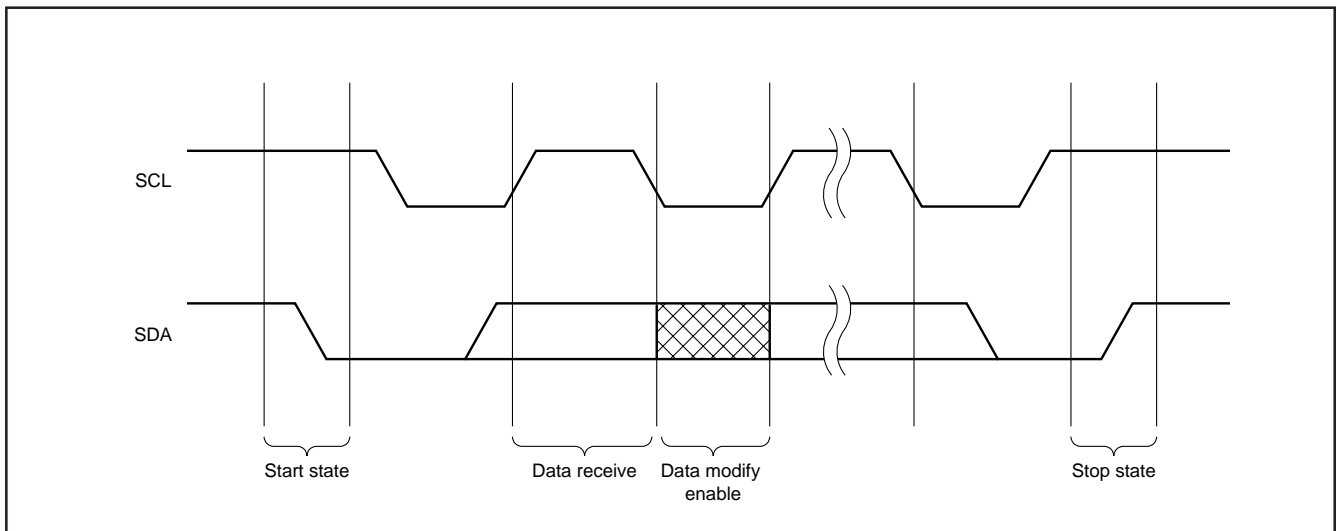 SCL
SDA
Start state
Data receive
Data modify
enable
Stop state